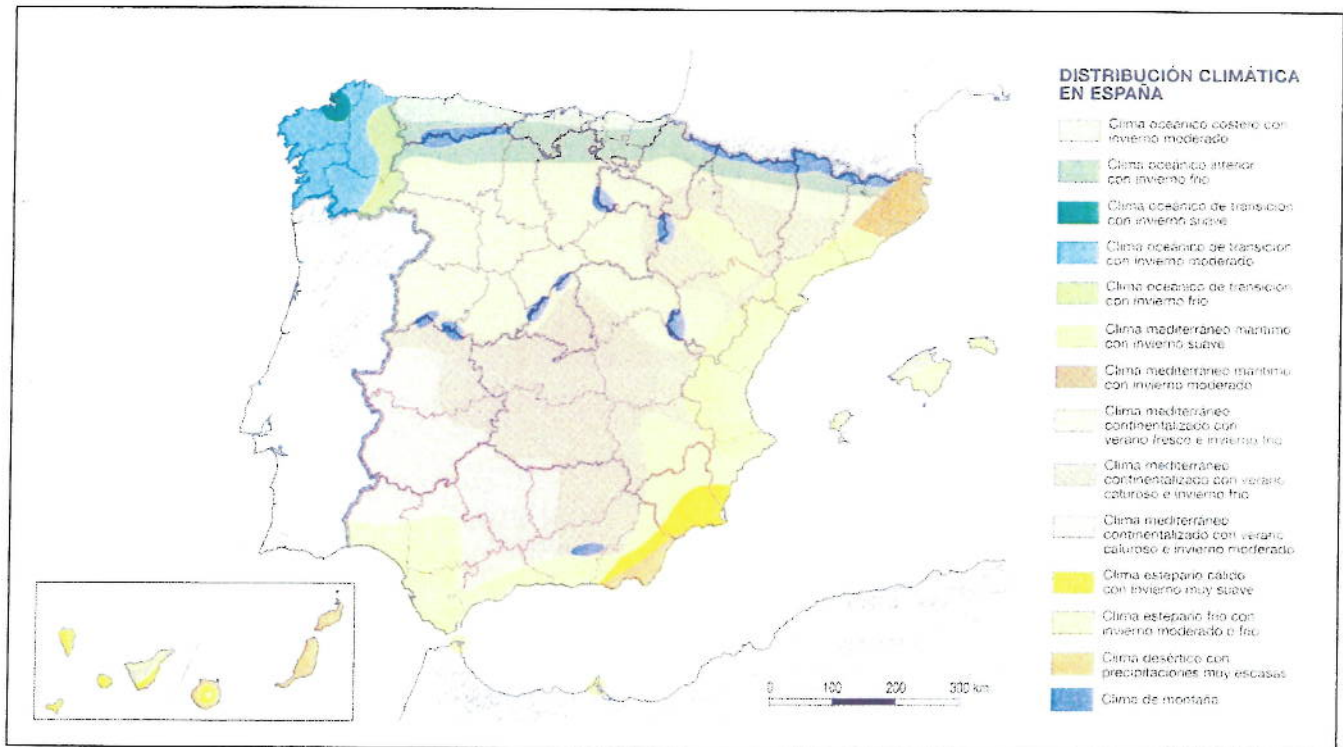 DISTRIBUCIÓN CLIMÁTICA
EN ESPAÑA
Clima oceánico costero con
invierno moderado
Clima oceánico interior
con invierno frío
Clima oceánico de transición
con invierno suave
Clima oceánico de transición
con invierno moderado
Clima oceánico de transición
con invierno frío
Clima mediterráneo marítimo
con invierno suave
Clima mediterráneo marítimo
con invierno moderado
Clima mediterráneo
continentalizado con
verano fresco e invierno frío
Clima mediterráneo
continentalizado con verano
caluroso e invierno frío
Clima mediterráneo
continentalizado con verano
caluroso e invierno moderado
Clima estepario cálido
con invierno muy suave
Clima estepario frío con
invierno moderado o frío
Clima desértico con
precipitaciones muy escasas
Clima de montaña
0 100 200 300 km